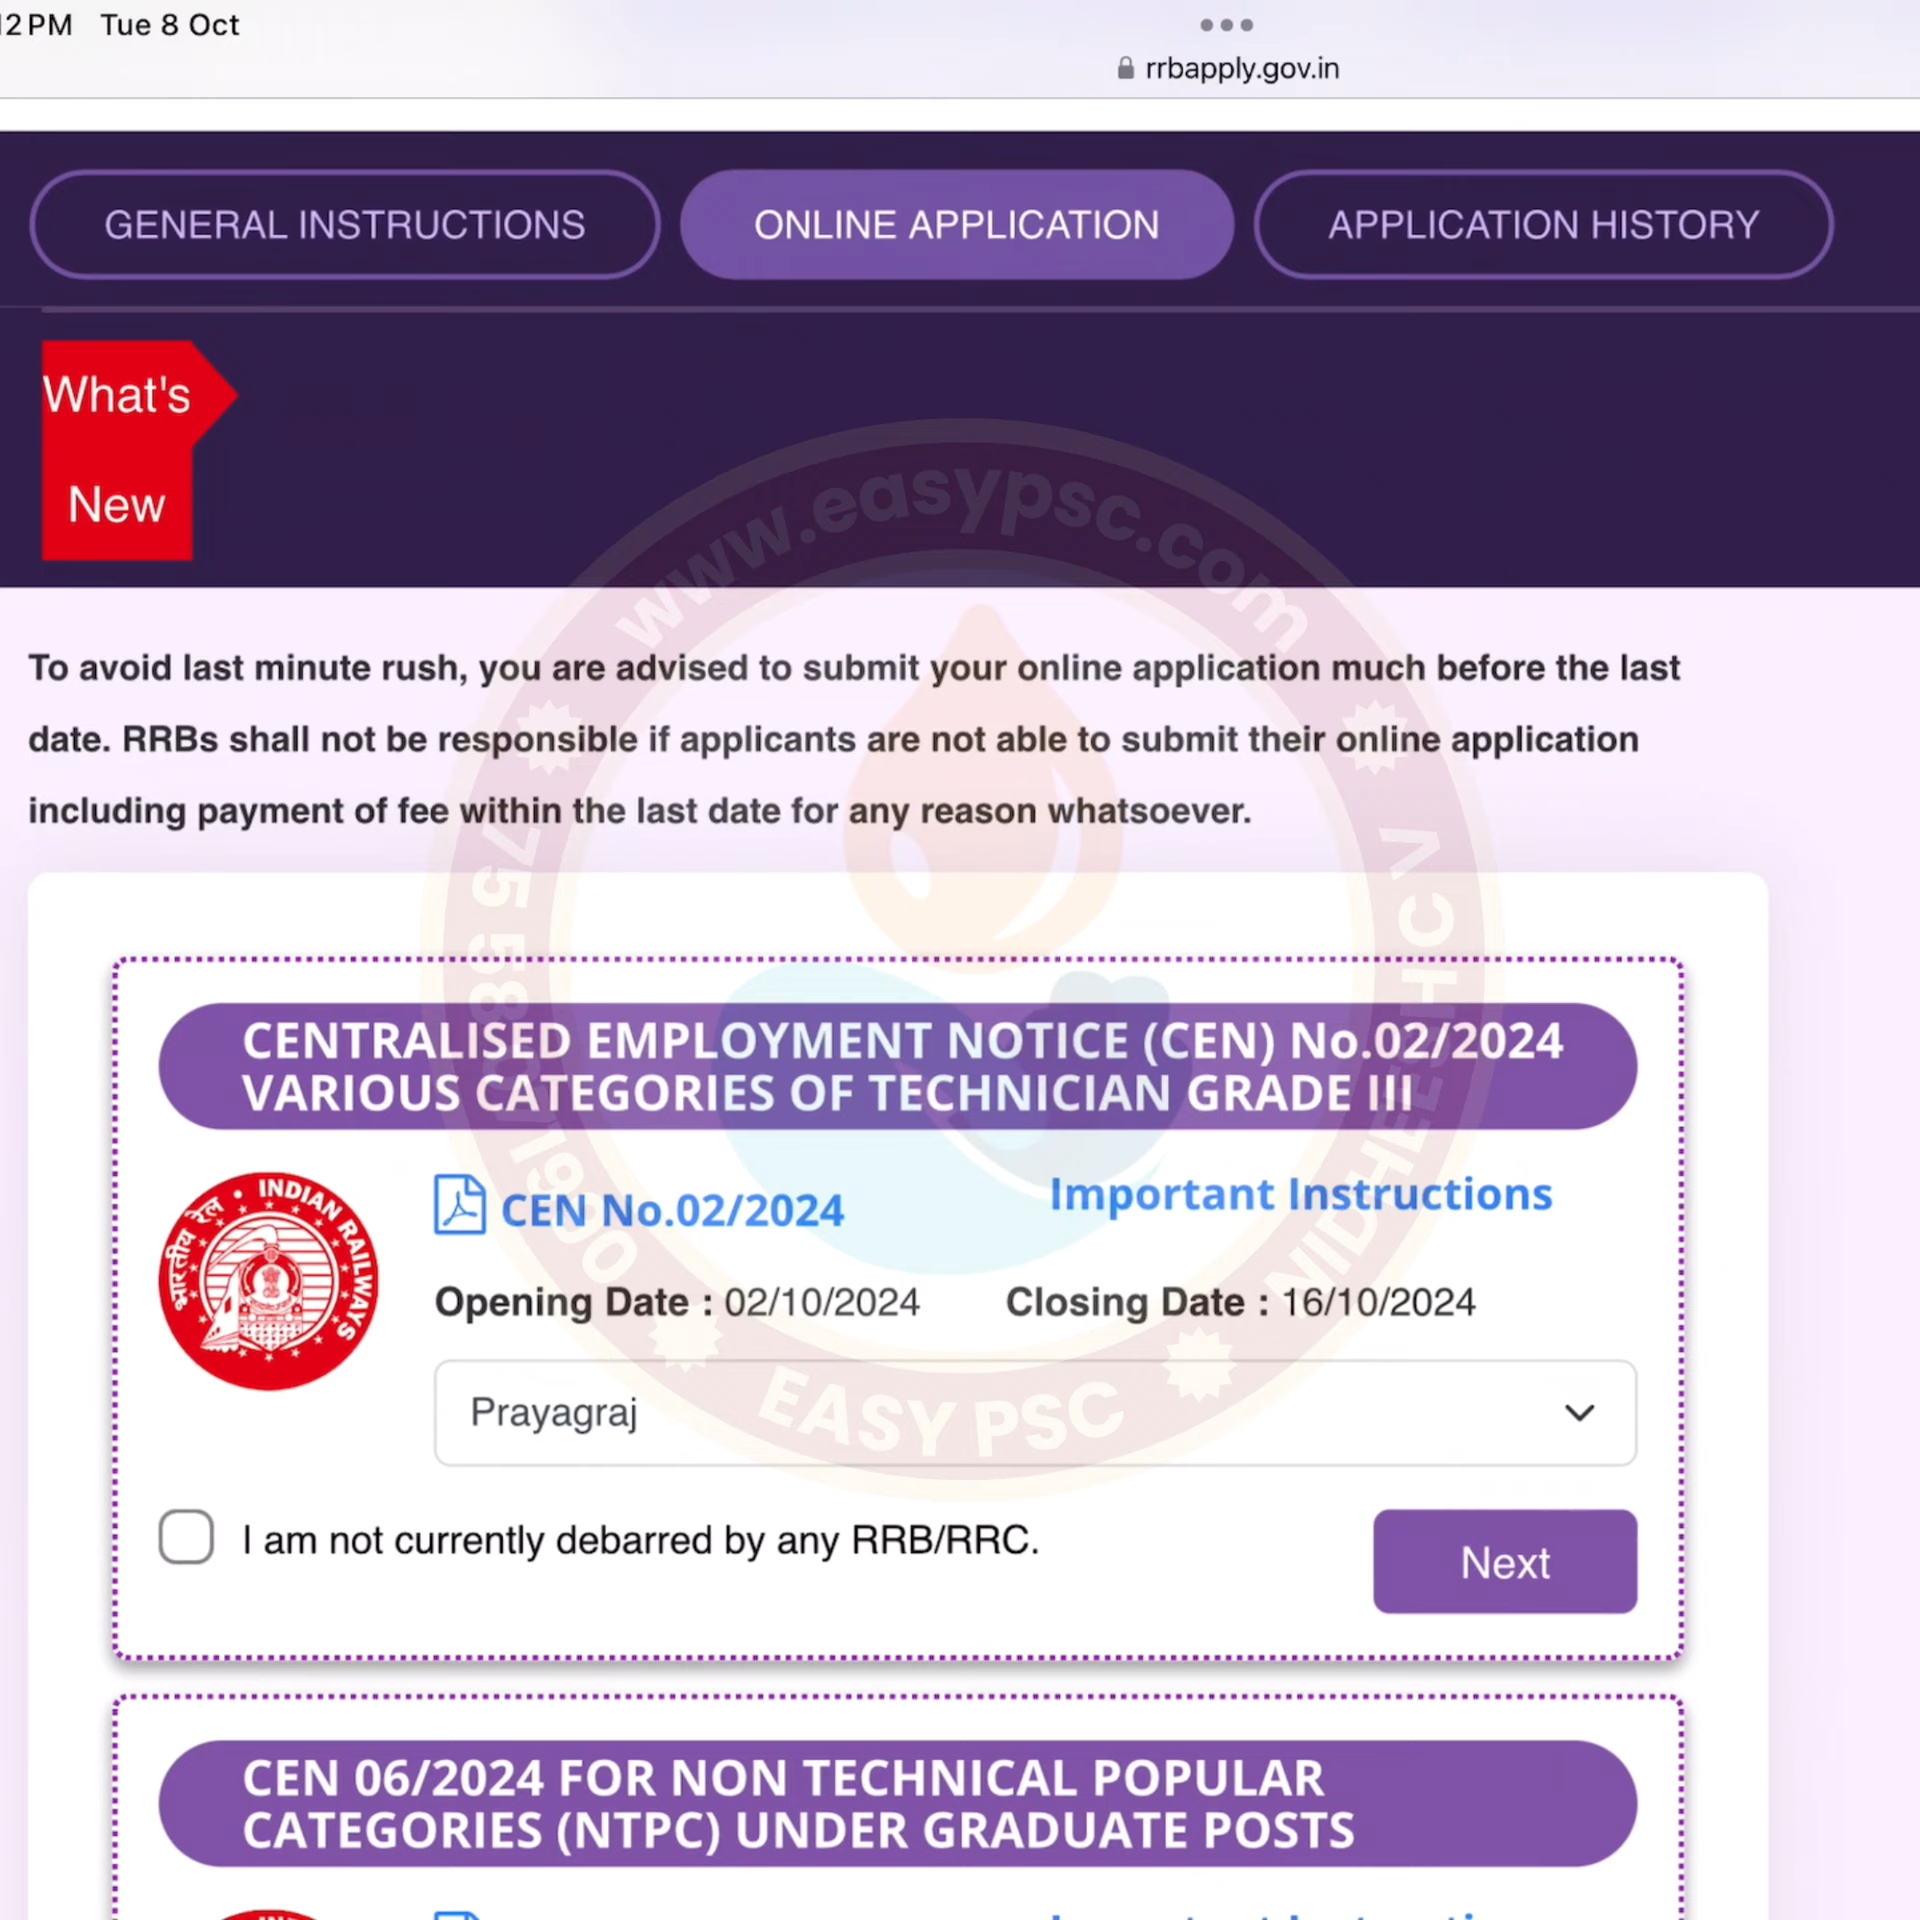 12 PM Tue 8 Oct
rrbapply.gov.in
GENERAL INSTRUCTIONS
ONLINE APPLICATION
APPLICATION HISTORY
What's
New
www.easypsc.com
To avoid last minute rush, you are advised to submit your online application much before the last
date. RRBs shall not be responsible if applicants are not able to submit their online application
including payment of fee within the last date for any reason whatsoever.
CENTRALISED EMPLOYMENT NOTICE (CEN) No.02/2024
VARIOUS CATEGORIES OF TECHNICIAN GRADE III
भारतीय रेल • INDIAN RAILWAYS
CEN No.02/2024
Important Instructions
Opening Date : 02/10/2024
Closing Date : 16/10/2024
Prayagraj
EASY PSC
NIDHEESH C V
I am not currently debarred by any RRB/RRC.
Next
CEN 06/2024 FOR NON TECHNICAL POPULAR
CATEGORIES (NTPC) UNDER GRADUATE POSTS